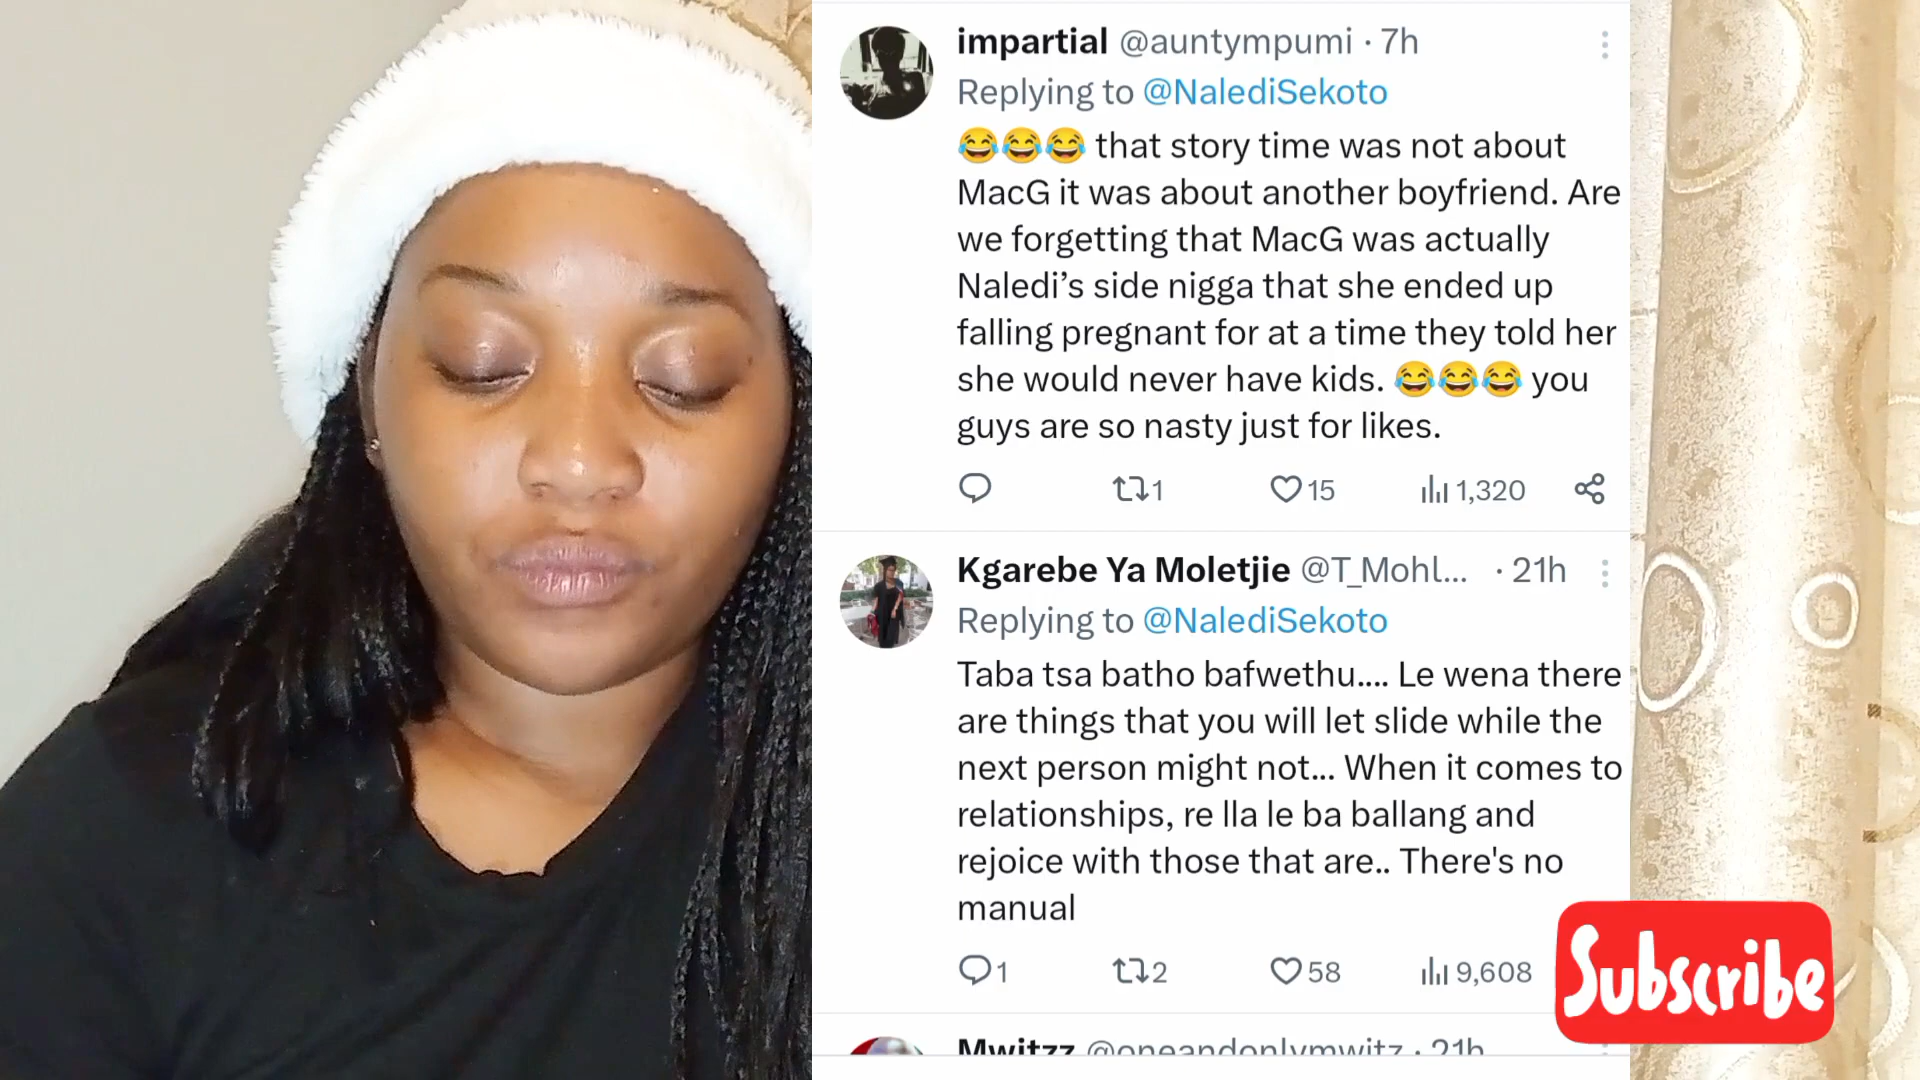 impartial @auntympumi · 7h
Replying to @NalediSekoto
😂😂😂 that story time was not about
MacG it was about another boyfriend. Are
we forgetting that MacG was actually
Naledi’s side nigga that she ended up
falling pregnant for at a time they told her
she would never have kids. 😂😂😂 you
guys are so nasty just for likes.
1 15 1,320
Kgarebe Ya Moletjie @T_Mohl... · 21h
Replying to @NalediSekoto
Taba tsa batho bafwethu.... Le wena there
are things that you will let slide while the
next person might not... When it comes to
relationships, re lla le ba ballang and
rejoice with those that are.. There's no
manual
1 2 58 9,608
Subscribe
Mwitzz @oneandonlymwitz · 21h